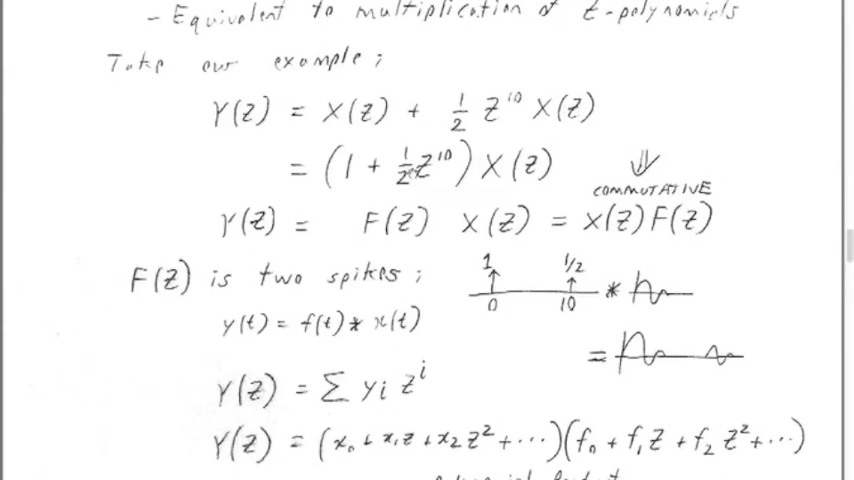 - Equivalent to multiplication of Z-polynomials
Take our example;
Y(Z) = X(Z) + 1/2 Z^10 X(Z)
= (1 + 1/2 Z^10) X(Z)
⇓
COMMUTATIVE
Y(Z) = F(Z) X(Z) = X(Z) F(Z)
F(Z) is two spikes;
1 1/2
0 10 *
y(t) = f(t) * x(t)
=
Y(Z) = Σ yi z^i
Y(Z) = (x0 + x1z + x2 z^2 + ...)(f0 + f1 z + f2 z^2 + ...)